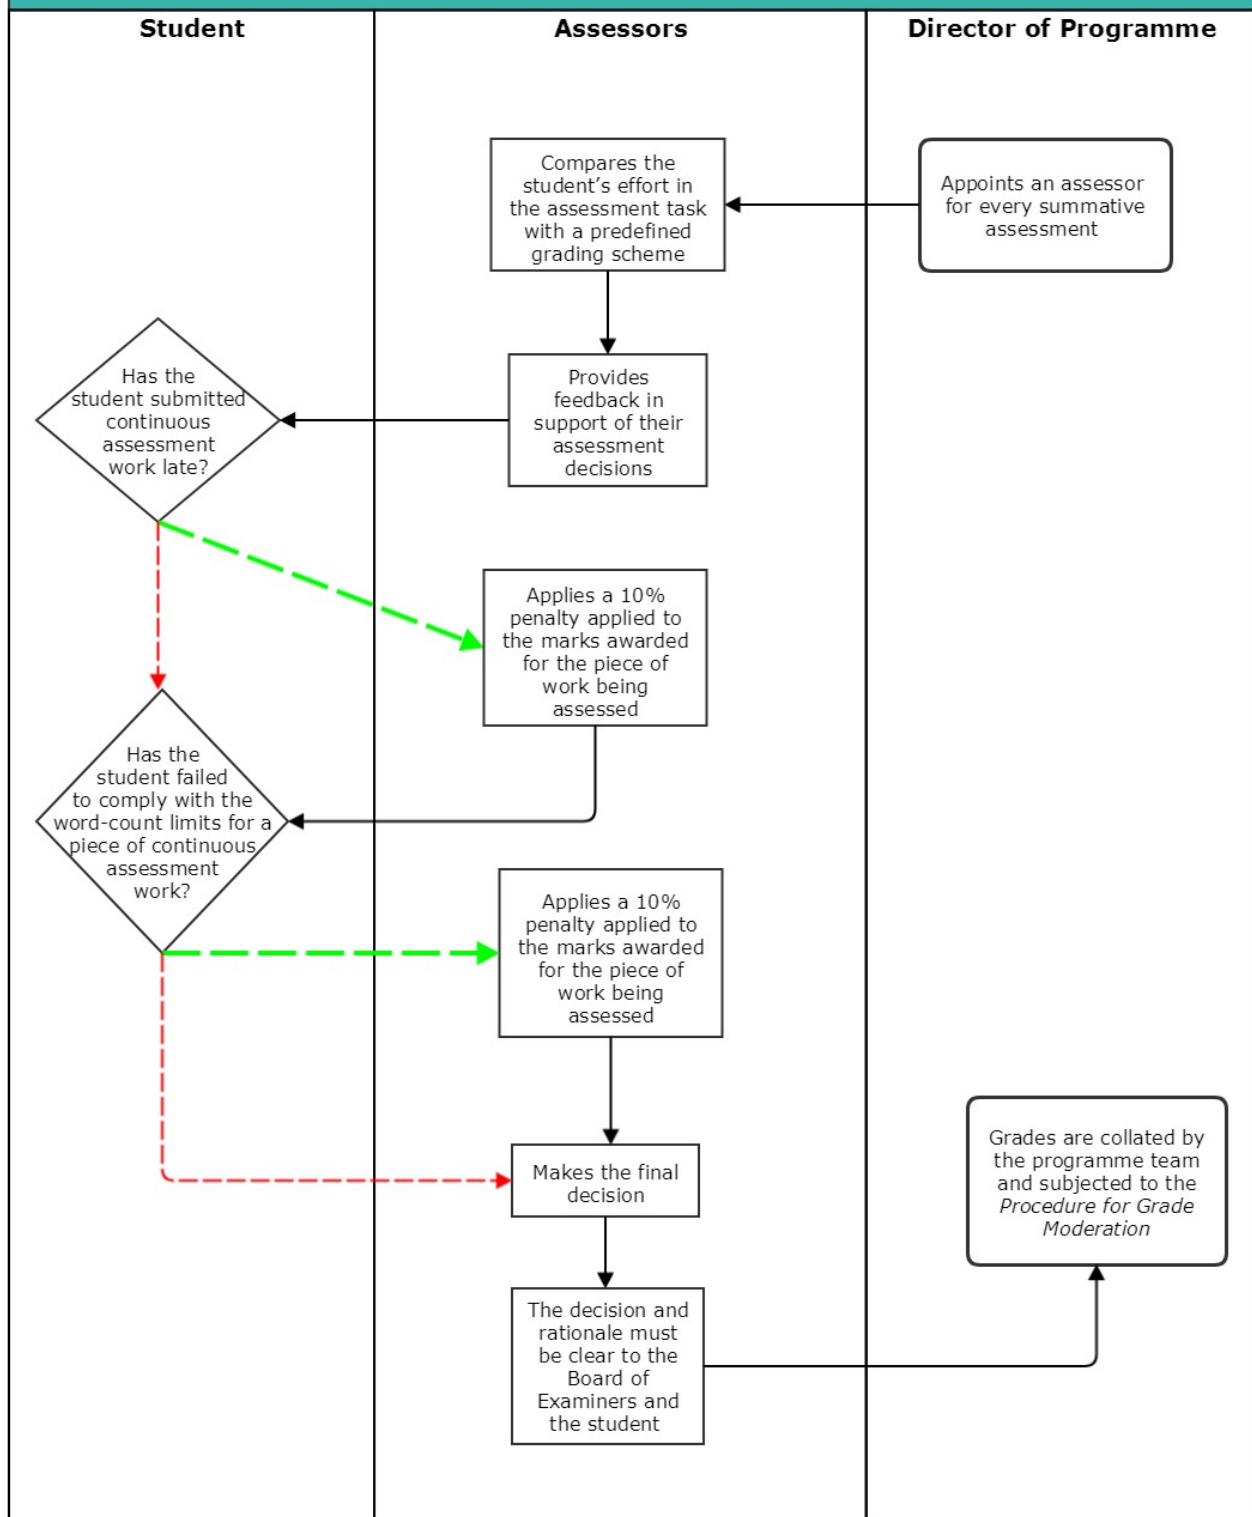 Student
Assessors
Director of Programme
Compares the
student’s effort in
the assessment task
with a predefined
grading scheme
Appoints an assessor
for every summative
assessment
Has the
student submitted
continuous
assessment
work late?
Provides
feedback in
support of their
assessment
decisions
Applies a 10%
penalty applied to
the marks awarded
for the piece of
work being
assessed
Has the
student failed
to comply with the
word-count limits for a
piece of continuous
assessment
work?
Applies a 10%
penalty applied to
the marks awarded
for the piece of
work being
assessed
Makes the final
decision
Grades are collated by
the programme team
and subjected to the
Procedure for Grade
Moderation
The decision and
rationale must
be clear to the
Board of
Examiners and
the student